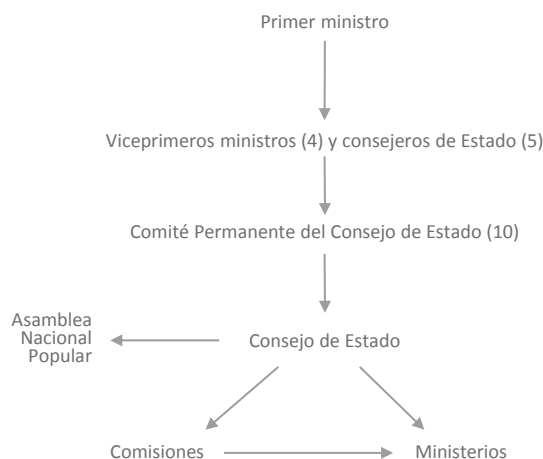 Primer ministro
Viceprimeros ministros (4) y consejeros de Estado (5)
Comité Permanente del Consejo de Estado (10)
Asamblea
Nacional
Popular
Consejo de Estado
Comisiones
Ministerios